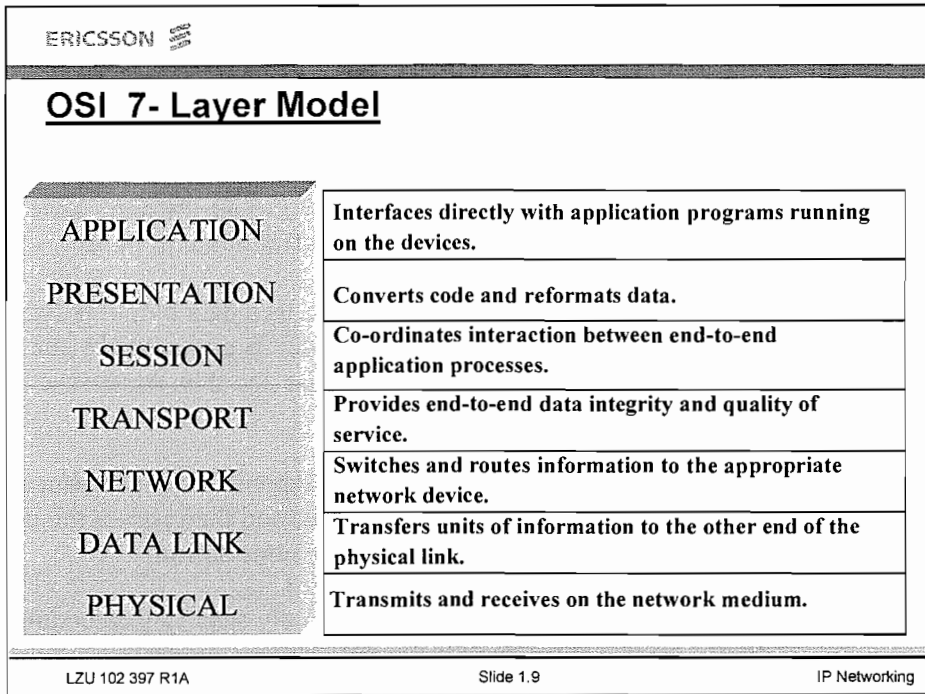 ERICSSON
OSI 7- Layer Model
APPLICATION
Interfaces directly with application programs running
on the devices.
PRESENTATION
Converts code and reformats data.
SESSION
Co-ordinates interaction between end-to-end
application processes.
TRANSPORT
Provides end-to-end data integrity and quality of
service.
NETWORK
Switches and routes information to the appropriate
network device.
DATA LINK
Transfers units of information to the other end of the
physical link.
PHYSICAL
Transmits and receives on the network medium.
LZU 102 397 R1A
Slide 1.9
IP Networking